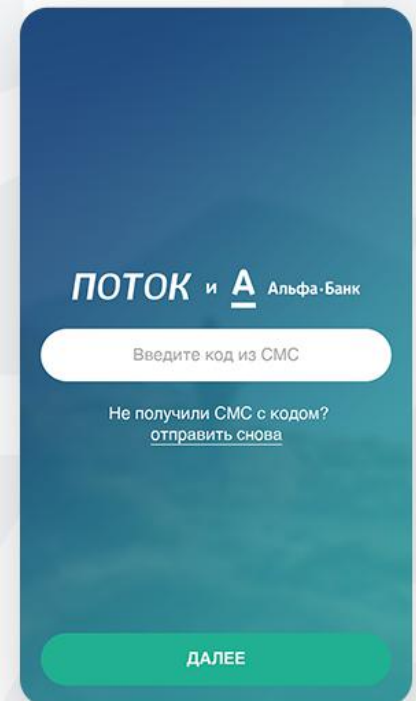 ПОТОК и А Альфа·Банк
Введите код из СМС
Не получили СМС с кодом?
отправить снова
ДАЛЕЕ